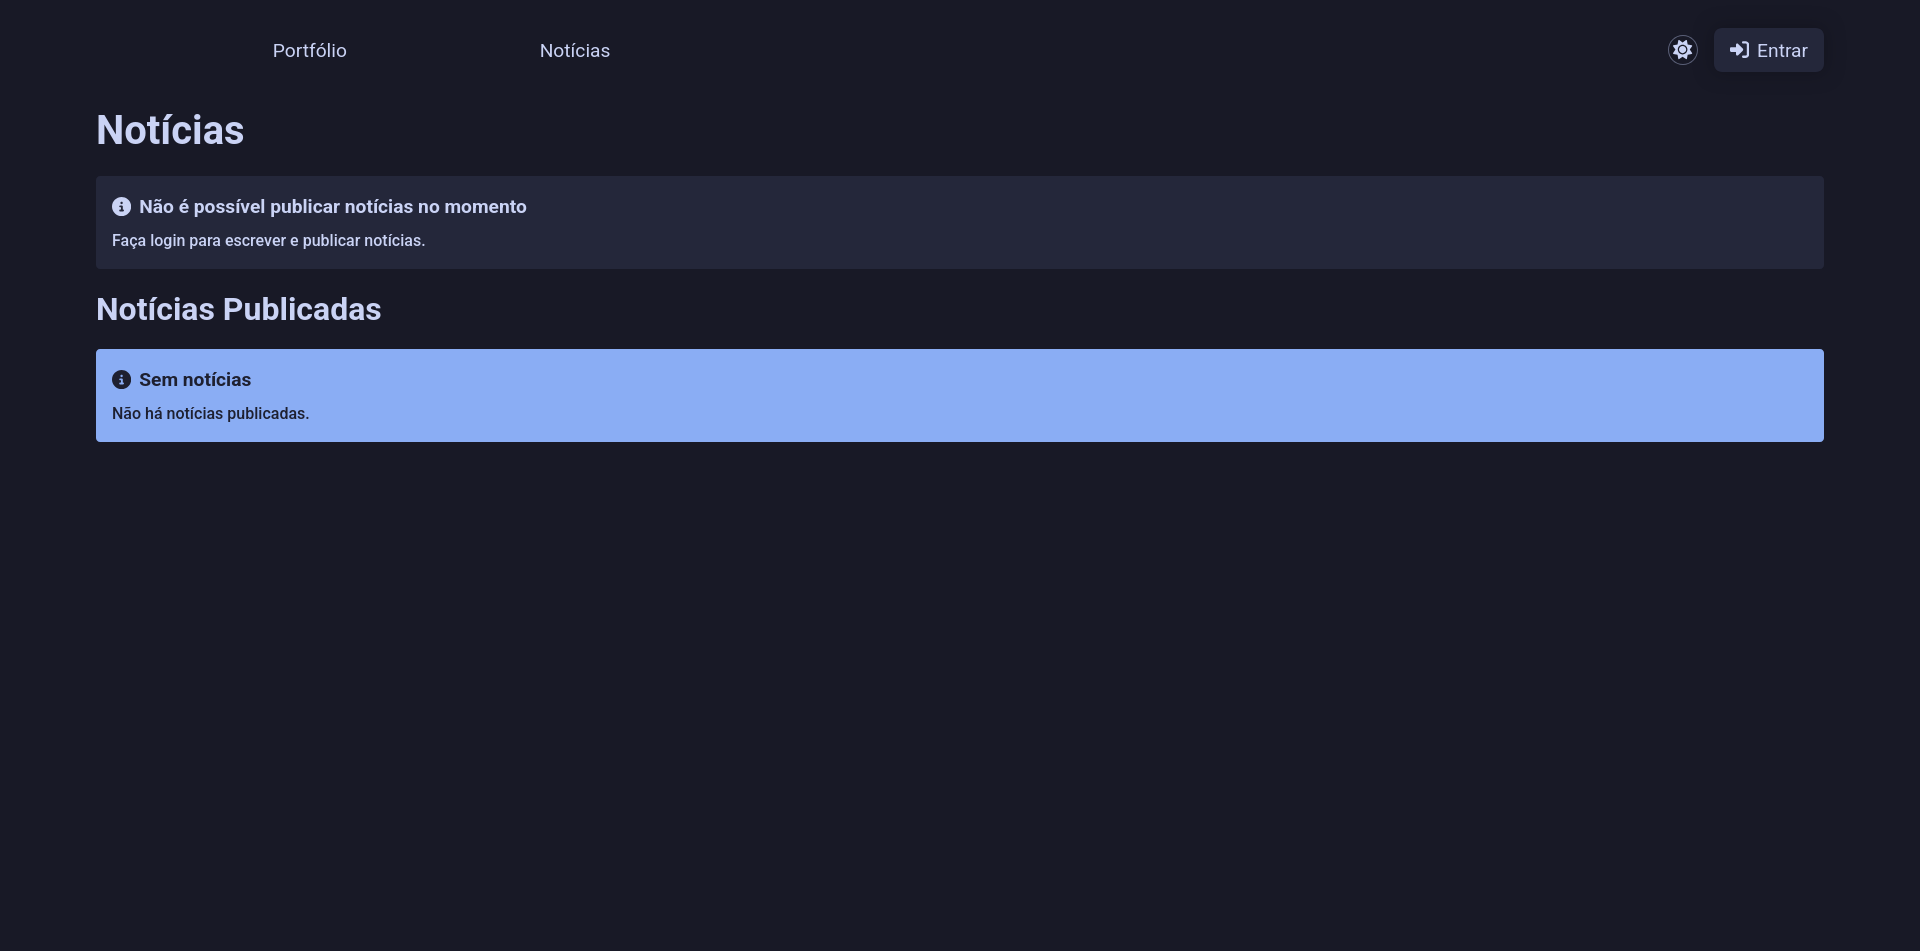 Portfólio
Notícias
Entrar
Notícias
Não é possível publicar notícias no momento
Faça login para escrever e publicar notícias.
Notícias Publicadas
Sem notícias
Não há notícias publicadas.